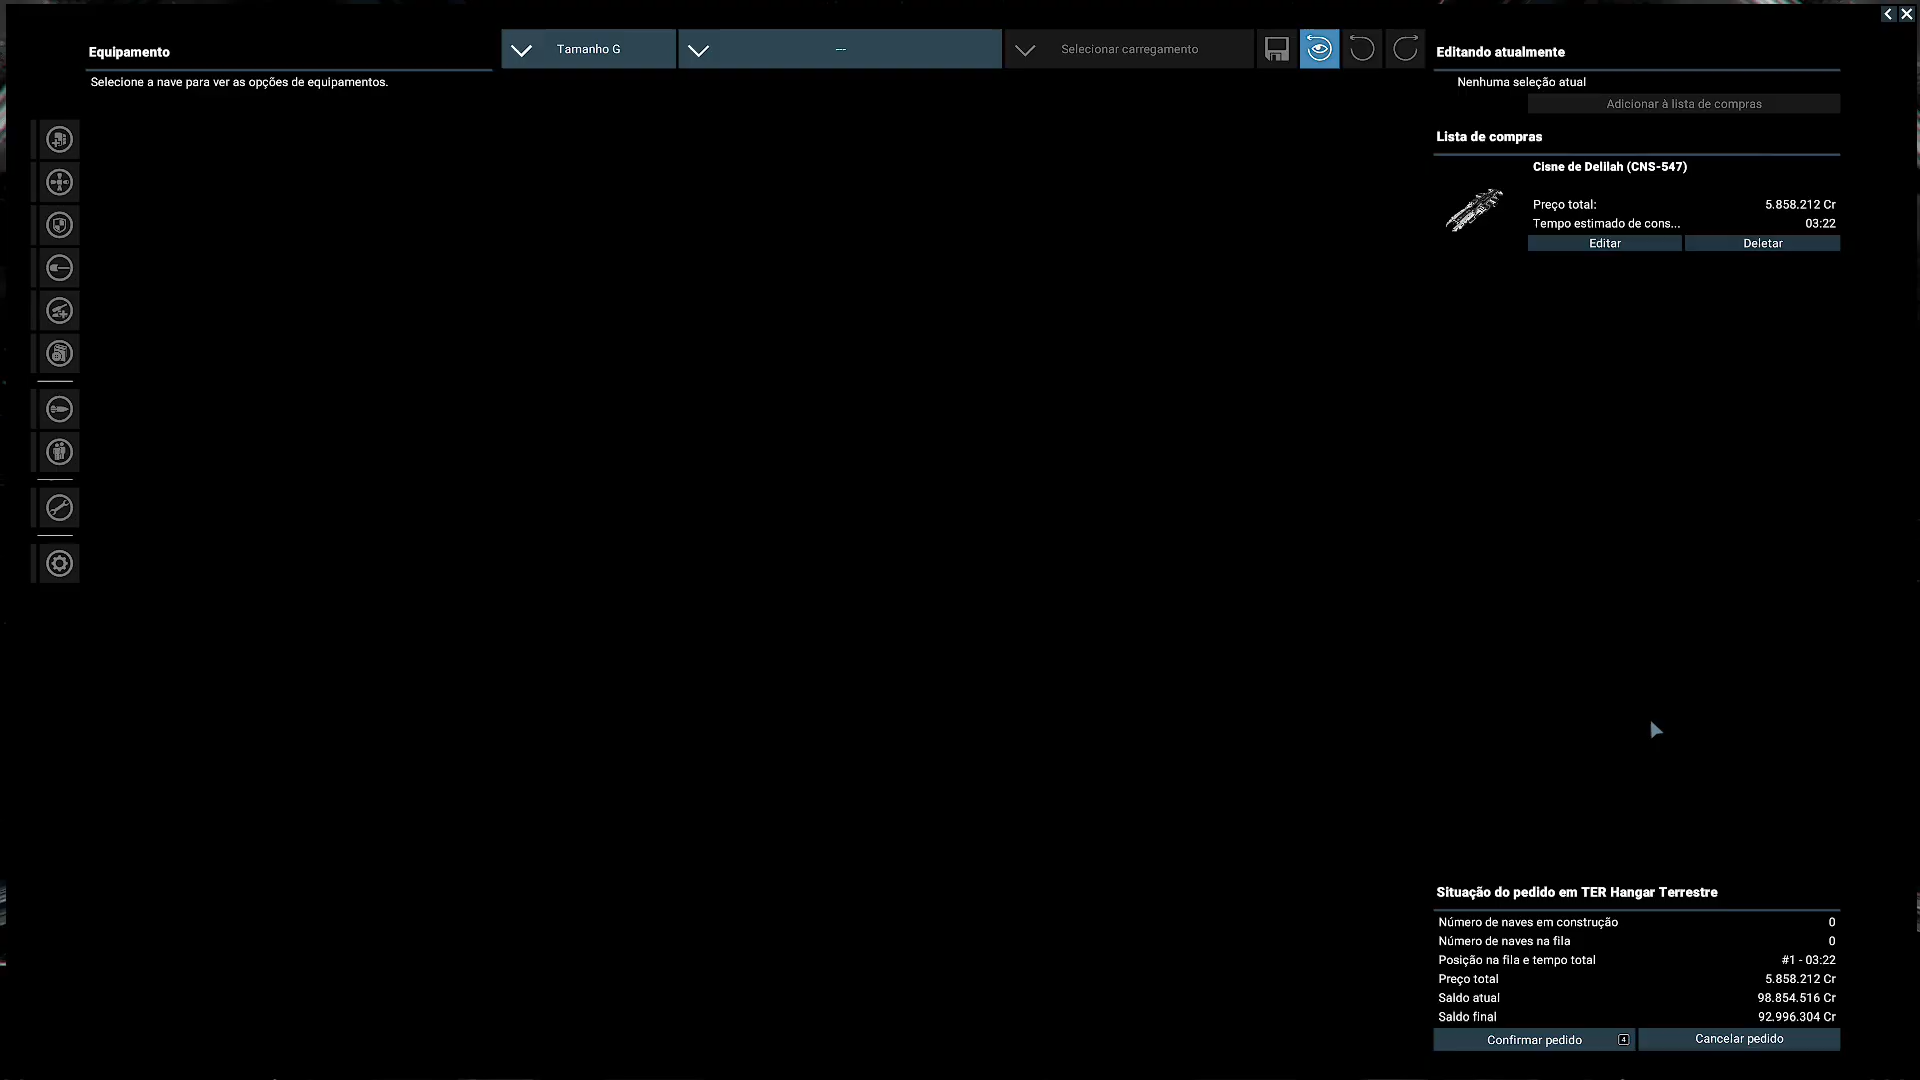 Equipamento
Selecione a nave para ver as opções de equipamentos.
Tamanho G
---
Selecionar carregamento
Editando atualmente
Nenhuma seleção atual
Adicionar à lista de compras
Lista de compras
Cisne de Delilah (CNS-547)
Preço total: 5.858.212 Cr
Tempo estimado de cons... 03:22
Editar Deletar
Situação do pedido em TER Hangar Terrestre
Número de naves em construção 0
Número de naves na fila 0
Posição na fila e tempo total #1 - 03:22
Preço total 5.858.212 Cr
Saldo atual 98.854.516 Cr
Saldo final 92.996.304 Cr
Confirmar pedido 4 Cancelar pedido